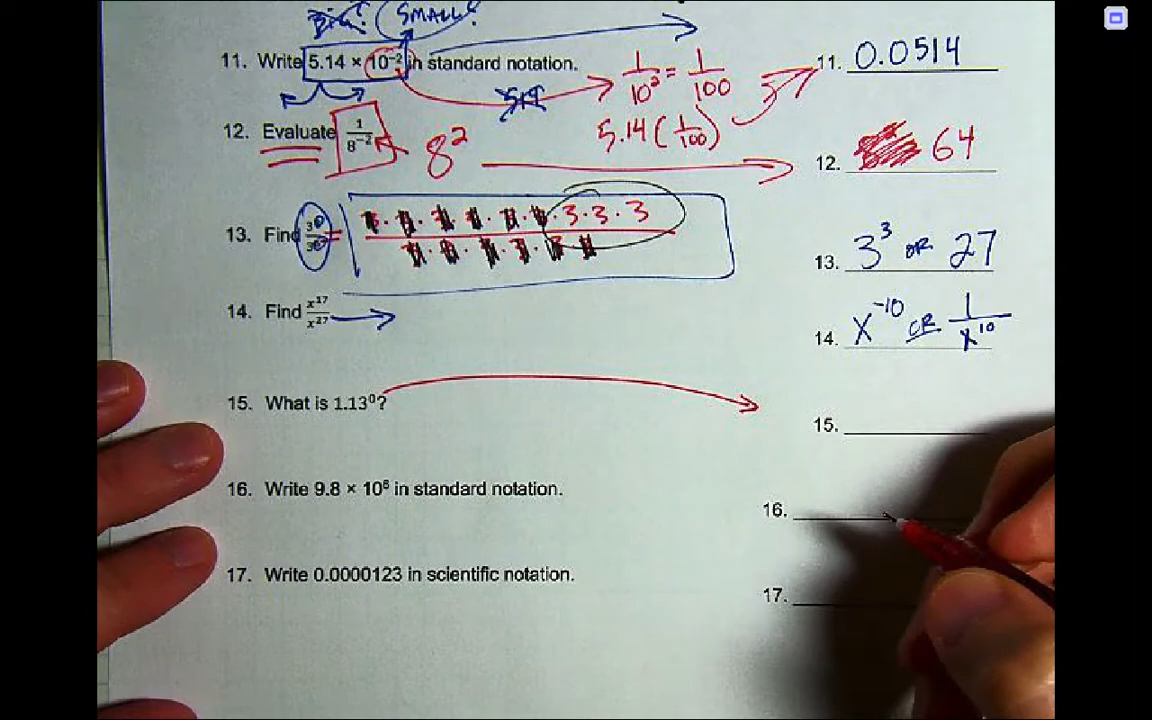 BIG? SMALL?
11. Write 5.14 × 10⁻² in standard notation.
1/10² = 1/100
5.14 (1/100)
11. 0.0514
12. Evaluate 1/8⁻²
8²
12. 64
13. Find
· 3 · 3 · 3
13. 3³ OR 27
14. Find x¹⁷/x²⁷
14. x⁻¹⁰ OR 1/x¹⁰
15. What is 1.13⁰?
15.
16. Write 9.8 × 10⁶ in standard notation.
16.
17. Write 0.0000123 in scientific notation.
17.